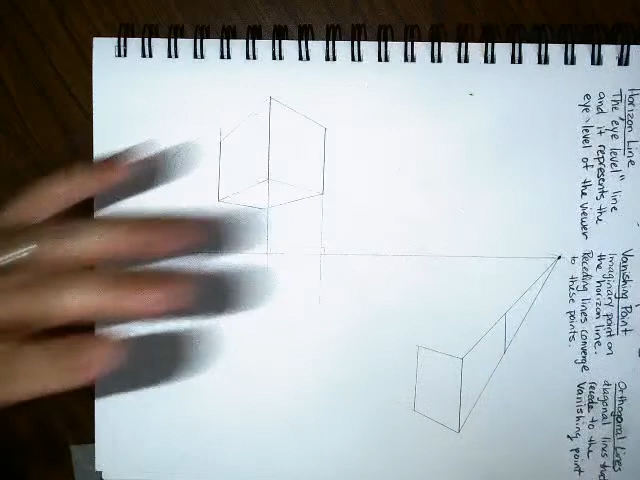 Horizon Line
The "eye level" line
and it represents the
eye-level of the viewer
Vanishing Point
imaginary point on
the horizon line.
Receding lines converge
to these points.
Orthogonal Lines
diagonal lines that
recede to the
Vanishing point